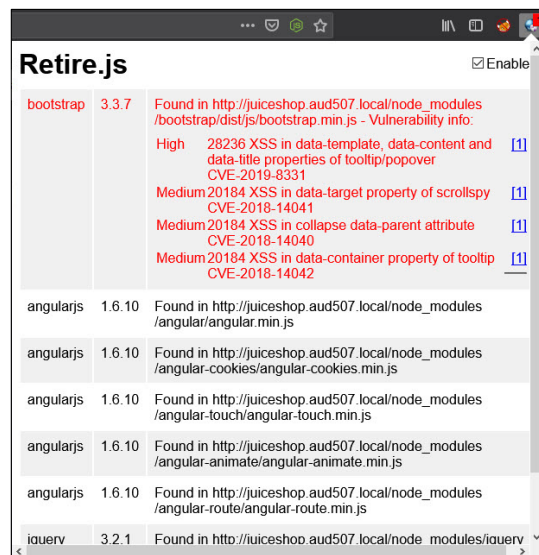 Retire.js
Enable
bootstrap 3.3.7 Found in http://juiceshop.aud507.local/node_modules
/bootstrap/dist/js/bootstrap.min.js - Vulnerability info:
High 28236 XSS in data-template, data-content and [1]
data-title properties of tooltip/popover
CVE-2019-8331
Medium 20184 XSS in data-target property of scrollspy [1]
CVE-2018-14041
Medium 20184 XSS in collapse data-parent attribute [1]
CVE-2018-14040
Medium 20184 XSS in data-container property of tooltip [1]
CVE-2018-14042
angularjs 1.6.10 Found in http://juiceshop.aud507.local/node_modules
/angular/angular.min.js
angularjs 1.6.10 Found in http://juiceshop.aud507.local/node_modules
/angular-cookies/angular-cookies.min.js
angularjs 1.6.10 Found in http://juiceshop.aud507.local/node_modules
/angular-touch/angular-touch.min.js
angularjs 1.6.10 Found in http://juiceshop.aud507.local/node_modules
/angular-animate/angular-animate.min.js
angularjs 1.6.10 Found in http://juiceshop.aud507.local/node_modules
/angular-route/angular-route.min.js
jquery 3.2.1 Found in http://juiceshop.aud507.local/node_modules/jquery